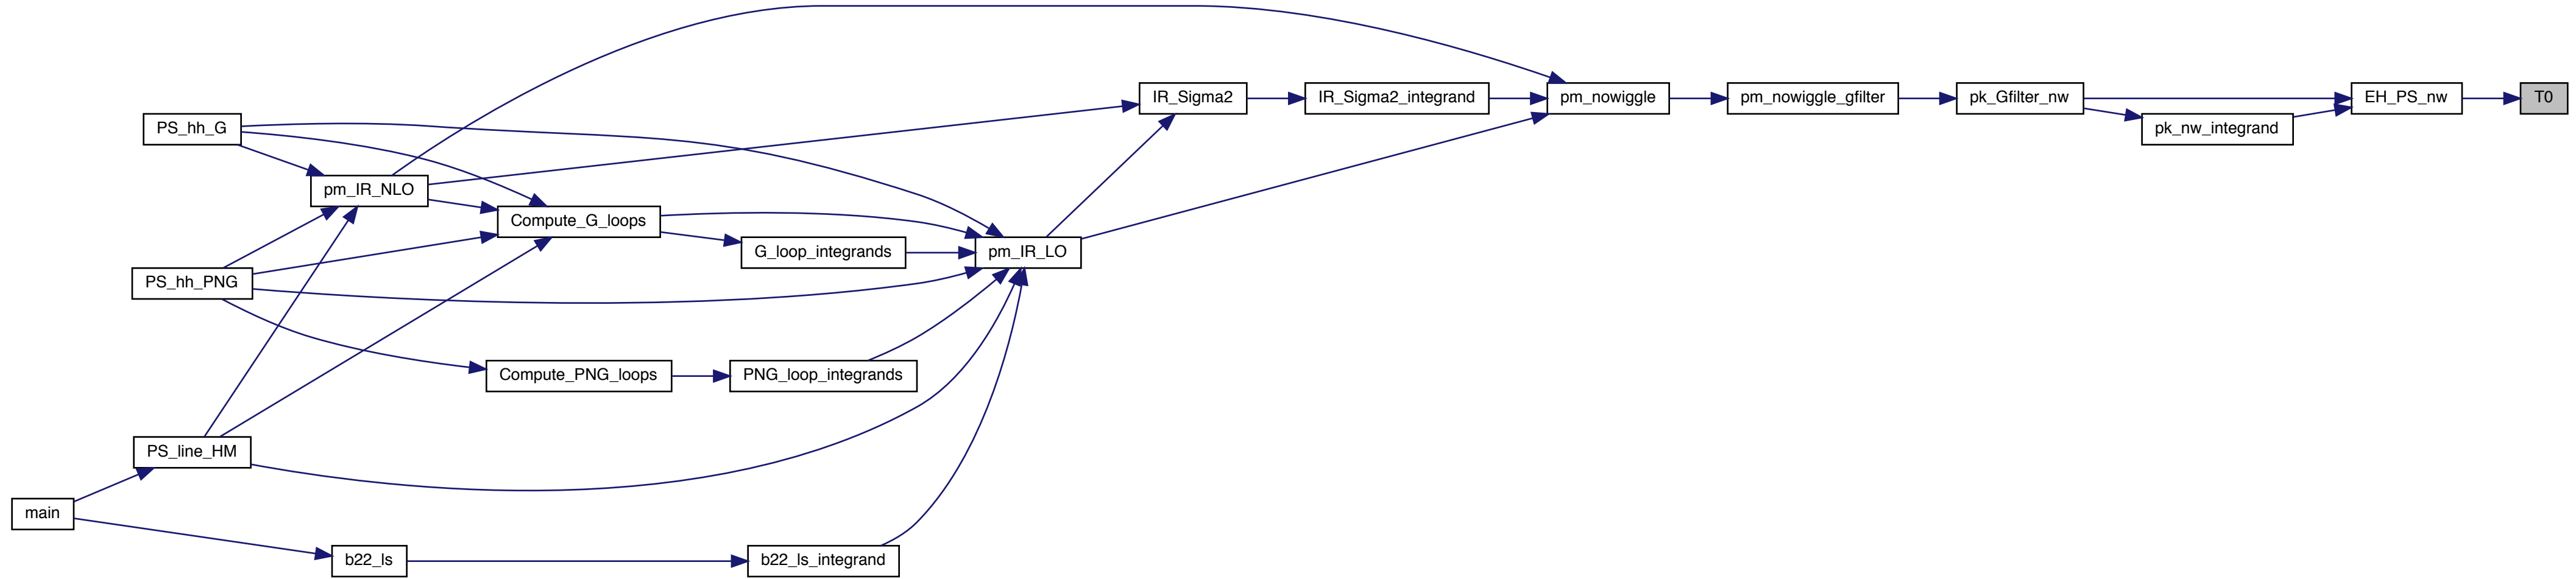 IR_Sigma2
IR_Sigma2_integrand
pm_nowiggle
pm_nowiggle_gfilter
pk_Gfilter_nw
EH_PS_nw
T0
PS_hh_G
pk_nw_integrand
pm_IR_NLO
Compute_G_loops
G_loop_integrands
pm_IR_LO
PS_hh_PNG
Compute_PNG_loops
PNG_loop_integrands
PS_line_HM
main
b22_ls
b22_ls_integrand